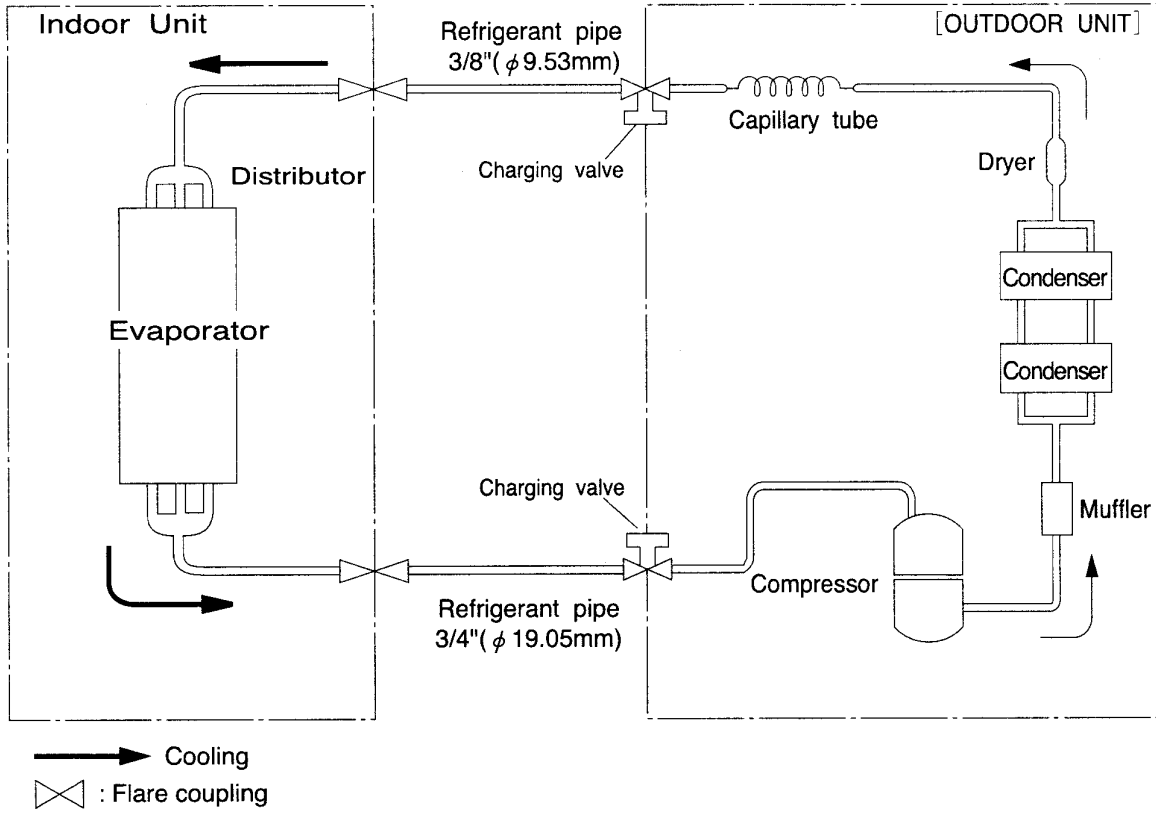 Indoor Unit
[OUTDOOR UNIT]
Refrigerant pipe
3/8"(φ9.53mm)
Capillary tube
Charging valve
Dryer
Distributor
Condenser
Evaporator
Condenser
Charging valve
Muffler
Compressor
Refrigerant pipe
3/4"(φ19.05mm)
Cooling
: Flare coupling